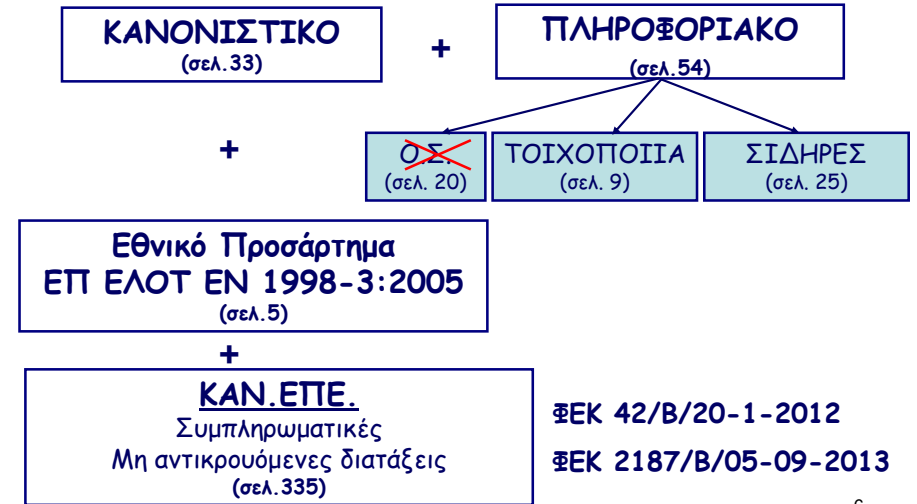 ΚΑΝΟΝΙΣΤΙΚΟ
(σελ.33)
+
ΠΛΗΡΟΦΟΡΙΑΚΟ
(σελ.54)
+
Ο.Σ.
(σελ. 20)
ΤΟΙΧΟΠΟΙΙΑ
(σελ. 9)
ΣΙΔΗΡΕΣ
(σελ. 25)
Εθνικό Προσάρτημα
ΕΠ ΕΛΟΤ ΕΝ 1998-3:2005
(σελ.5)
+
ΚΑΝ.ΕΠΕ.
Συμπληρωματικές
Μη αντικρουόμενες διατάξεις
(σελ.335)
ΦΕΚ 42/Β/20-1-2012
ΦΕΚ 2187/Β/05-09-2013